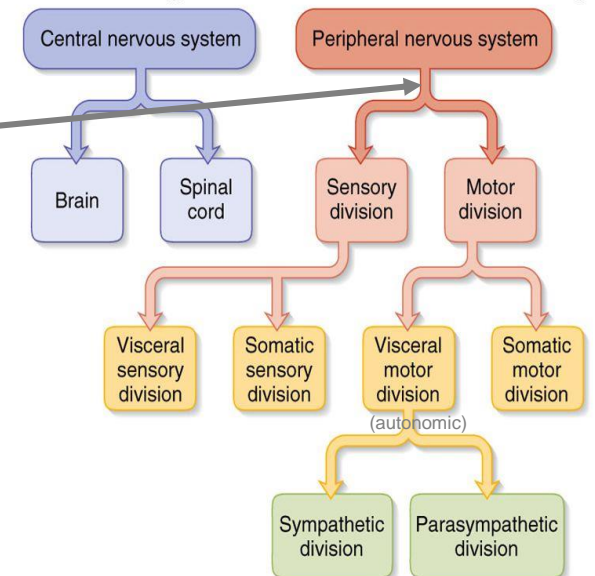 Central nervous system
Peripheral nervous system
Brain
Spinal
cord
Sensory
division
Motor
division
Visceral
sensory
division
Somatic
sensory
division
Visceral
motor
division
(autonomic)
Somatic
motor
division
Sympathetic
division
Parasympathetic
division